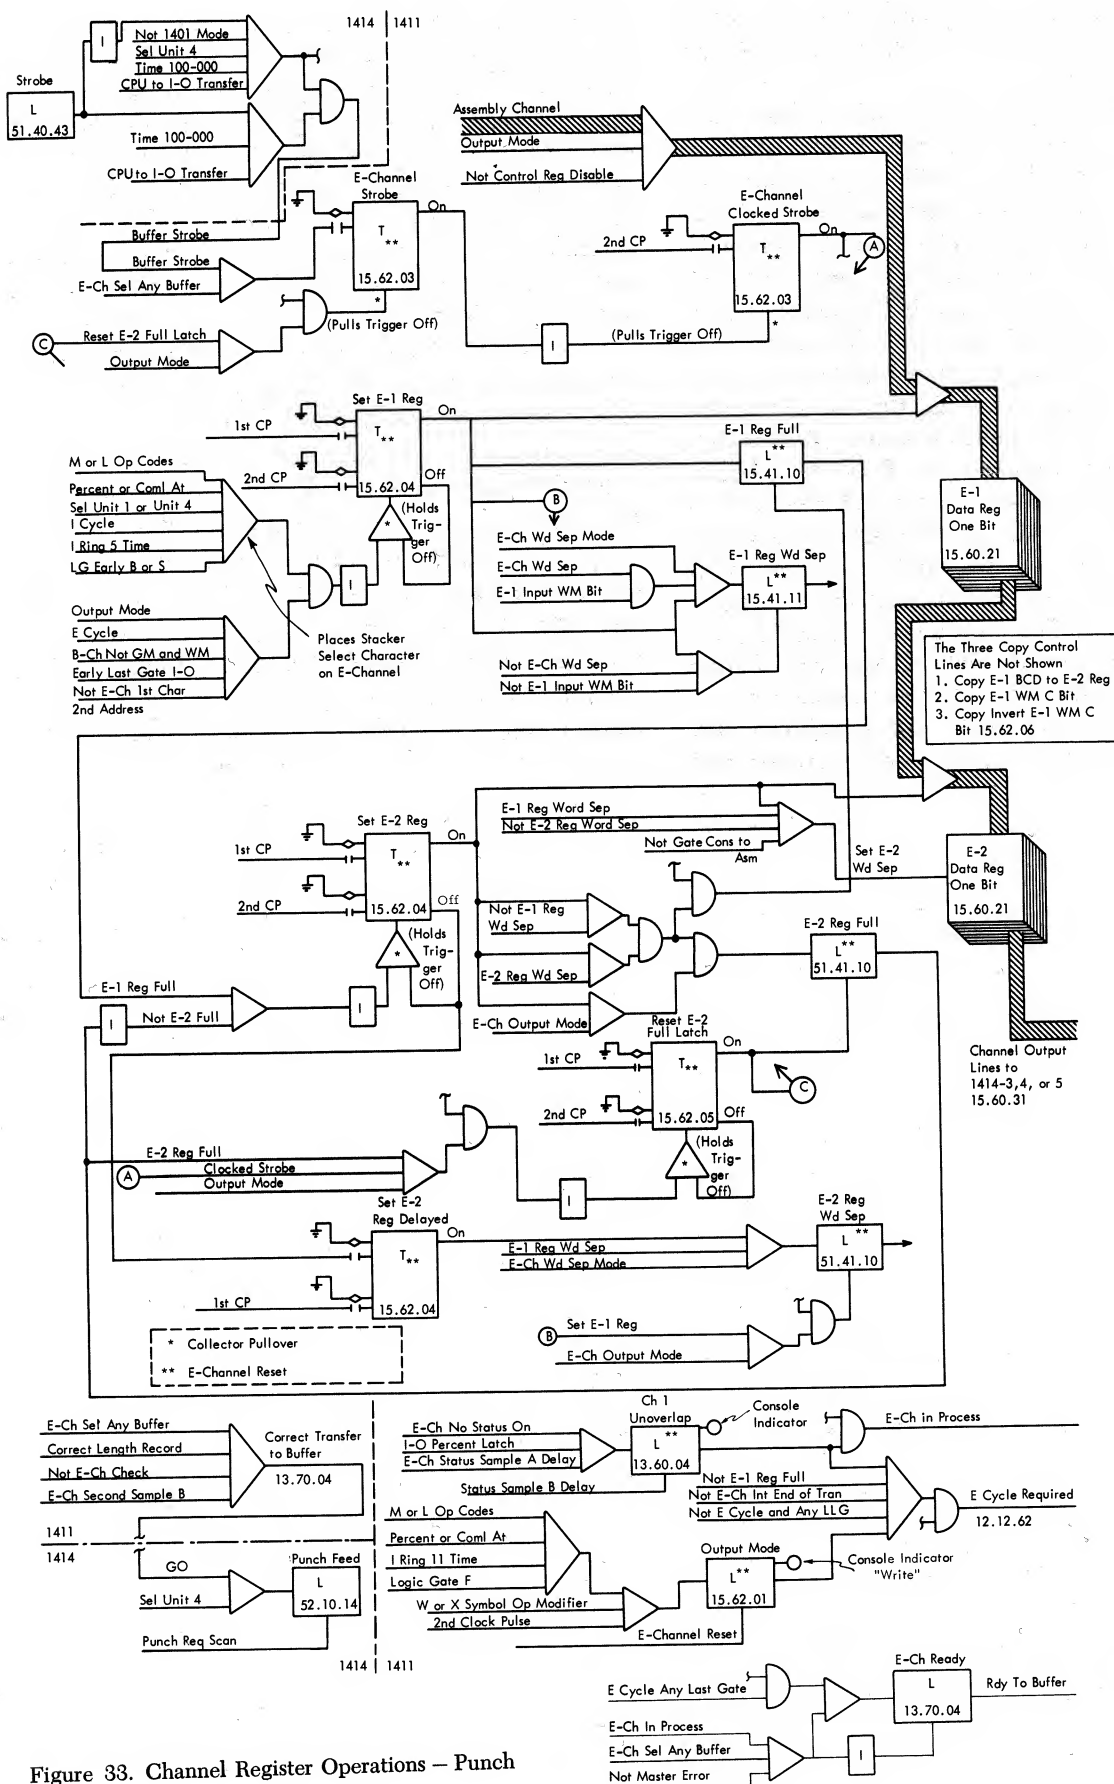 1414 | 1411
Not 1401 Mode
I
Sel Unit 4
Time 100-000
CPU to I-O Transfer
Strobe
L
51.40.43
Time 100-000
CPU to I-O Transfer
Assembly Channel
Output Mode
Not Control Reg Disable
E-Channel
Strobe
On
T
**
15.62.03
*
(Pulls Trigger Off)
E-Channel
Clocked Strobe
On
2nd CP
T
**
15.62.03
*
A
Buffer Strobe
Buffer Strobe
E-Ch Sel Any Buffer
C
Reset E-2 Full Latch
Output Mode
I
(Pulls Trigger Off)
Set E-1 Reg
On
1st CP
T
**
2nd CP
Off
15.62.04
*
(Holds
Trig-
ger
Off)
M or L Op Codes
Percent or Coml At
Sel Unit 1 or Unit 4
I Cycle
I Ring 5 Time
LG Early B or S
I
Output Mode
E Cycle
B-Ch Not GM and WM
Early Last Gate I-O
Not E-Ch 1st Char
2nd Address
Places Stacker
Select Character
on E-Channel
E-1 Reg Full
L**
15.41.10
B
E-Ch Wd Sep Mode
E-Ch Wd Sep
E-1 Input WM Bit
E-1 Reg Wd Sep
L**
15.41.11
Not E-Ch Wd Sep
Not E-1 Input WM Bit
E-1
Data Reg
One Bit
15.60.21
The Three Copy Control
Lines Are Not Shown
1. Copy E-1 BCD to E-2 Reg
2. Copy E-1 WM C Bit
3. Copy Invert E-1 WM C
Bit 15.62.06
Set E-2 Reg
On
1st CP
T
**
2nd CP
Off
15.62.04
*
(Holds
Trig-
ger
Off)
E-1 Reg Word Sep
Not E-2 Reg Word Sep
Not Gate Cons to
Asm
Set E-2
Wd Sep
E-2
Data Reg
One Bit
15.60.21
Not E-1 Reg
Wd Sep
E-2 Reg Wd Sep
E-Ch Output Mode
E-2 Reg Full
L**
51.41.10
E-1 Reg Full
I
Not E-2 Full
I
Reset E-2
Full Latch
On
1st CP
T
**
2nd CP
Off
15.62.05
*
(Holds
Trig-
ger
Off)
C
Channel Output
Lines to
1414-3,4, or 5
15.60.31
E-2 Reg Full
A
Clocked Strobe
Output Mode
I
Set E-2
Reg Delayed
On
T
**
1st CP
15.62.04
E-1 Reg Wd Sep
E-Ch Wd Sep Mode
E-2 Reg
Wd Sep
L
**
51.41.10
B
Set E-1 Reg
E-Ch Output Mode
* Collector Pullover
** E-Channel Reset
E-Ch Sel Any Buffer
Correct Length Record
Not E-Ch Check
E-Ch Second Sample B
Correct Transfer
to Buffer
13.70.04
1411
1414
GO
Sel Unit 4
Punch Feed
L
52.10.14
Punch Req Scan
1414 | 1411
E-Ch No Status On
I-O Percent Latch
E-Ch Status Sample A Delay
Ch 1
Unoverlap
L
**
13.60.04
Console
Indicator
Status Sample B Delay
E-Ch in Process
Not E-1 Reg Full
Not E-Ch Int End of Tran
Not E Cycle and Any LLG
E Cycle Required
12.12.62
M or L Op Codes
Percent or Coml At
I Ring 11 Time
Logic Gate F
W or X Symbol Op Modifier
2nd Clock Pulse
E-Channel Reset
Output Mode
L**
15.62.01
Console Indicator
"Write"
E Cycle Any Last Gate
E-Ch In Process
E-Ch Sel Any Buffer
Not Master Error
I
E-Ch Ready
L
13.70.04
Rdy To Buffer
Figure 33. Channel Register Operations — Punch